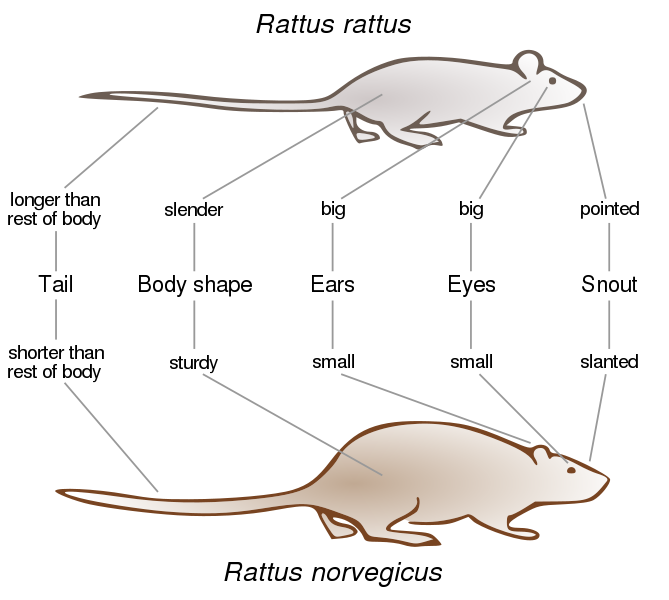 Rattus rattus
longer than
rest of body
slender
big
big
pointed
Tail
Body shape
Ears
Eyes
Snout
shorter than
rest of body
sturdy
small
small
slanted
Rattus norvegicus